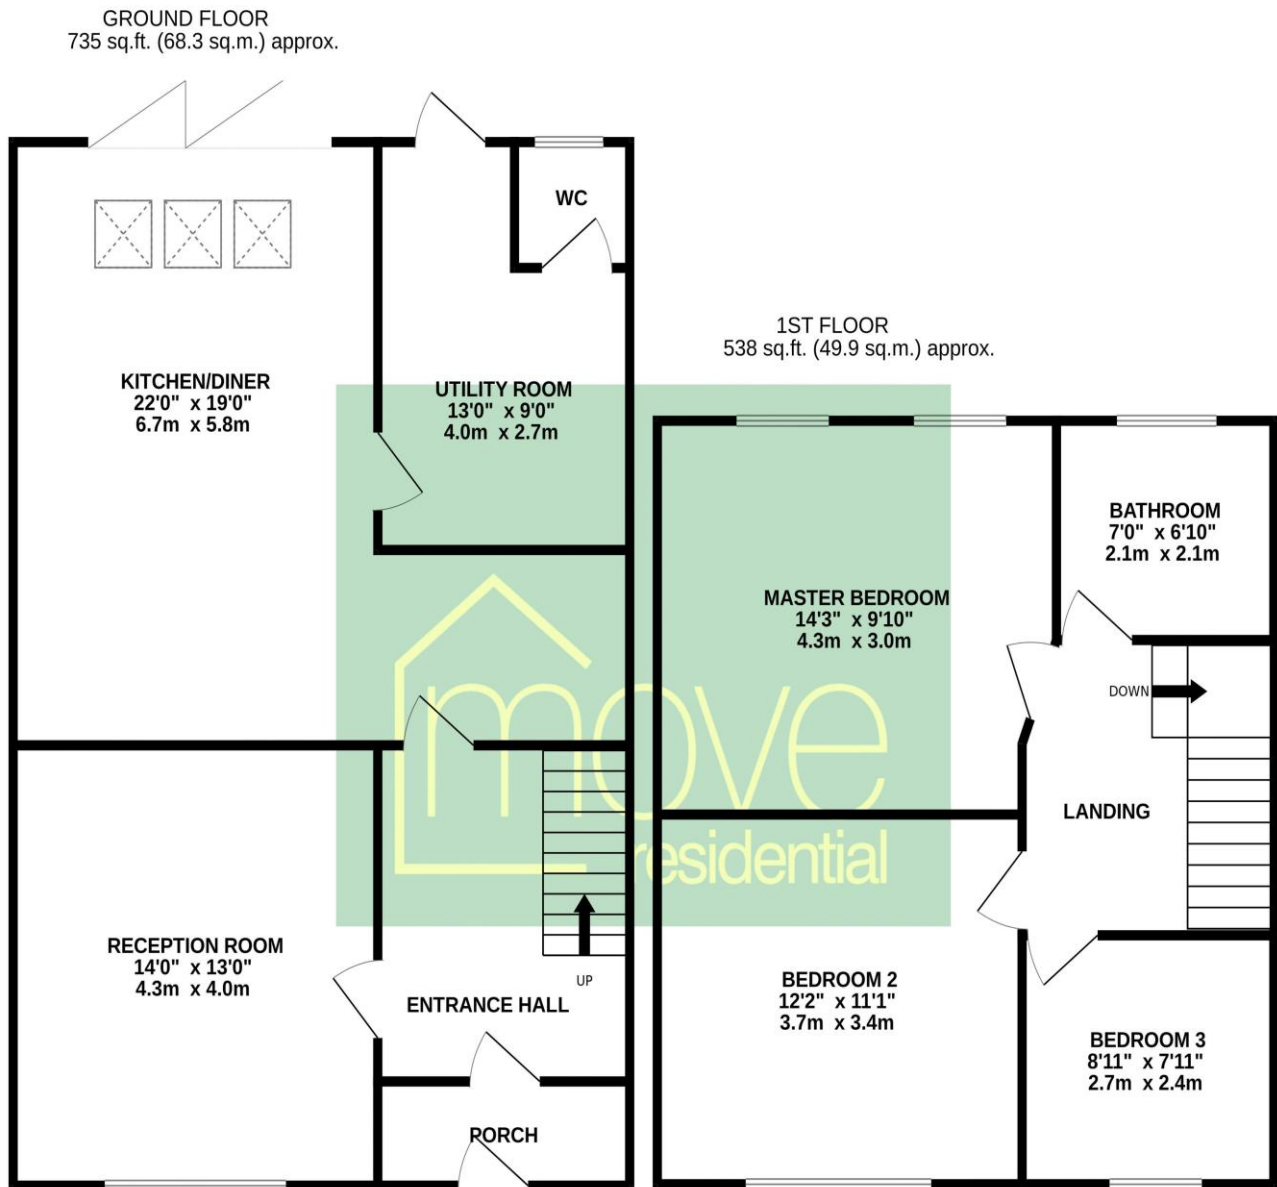 GROUND FLOOR
735 sq.ft. (68.3 sq.m.) approx.
WC
KITCHEN/DINER
22'0" x 19'0"
6.7m x 5.8m
UTILITY ROOM
13'0" x 9'0"
4.0m x 2.7m
RECEPTION ROOM
14'0" x 13'0"
4.3m x 4.0m
UP
ENTRANCE HALL
PORCH
1ST FLOOR
538 sq.ft. (49.9 sq.m.) approx.
BATHROOM
7'0" x 6'10"
2.1m x 2.1m
MASTER BEDROOM
14'3" x 9'10"
4.3m x 3.0m
DOWN
LANDING
BEDROOM 2
12'2" x 11'1"
3.7m x 3.4m
BEDROOM 3
8'11" x 7'11"
2.7m x 2.4m
move
residential